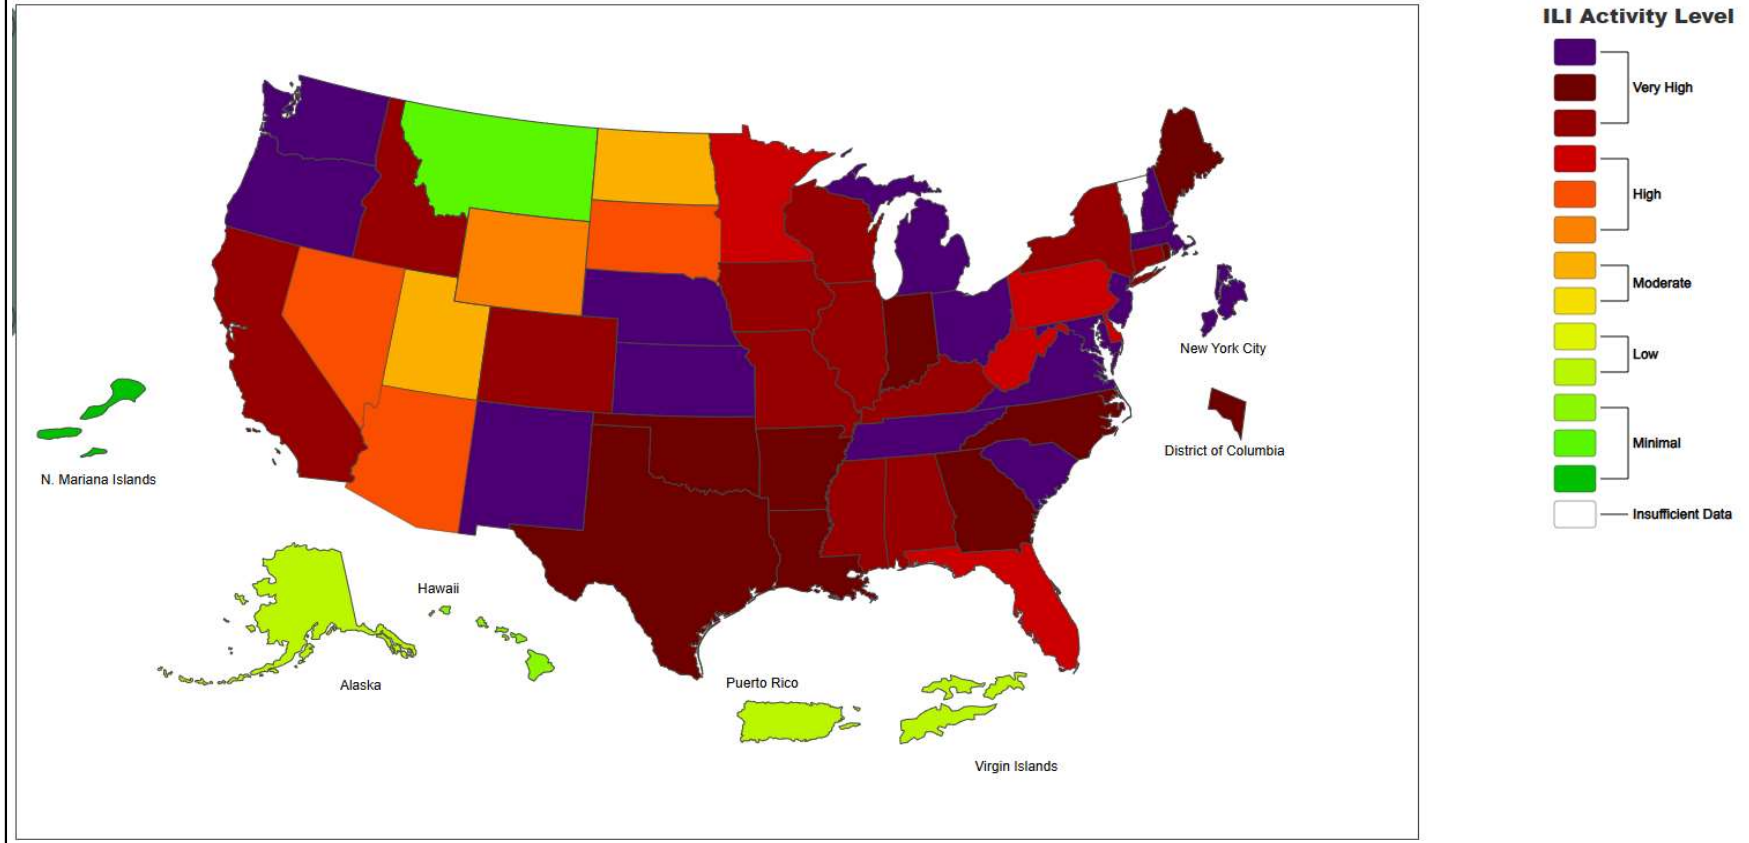 ILI Activity Level
Very High
High
Moderate
Low
Minimal
Insufficient Data
New York City
District of Columbia
N. Mariana Islands
Hawaii
Alaska
Puerto Rico
Virgin Islands